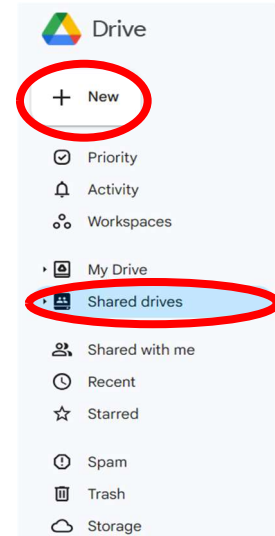 Drive
New
Priority
Activity
Workspaces
My Drive
Shared drives
Shared with me
Recent
Starred
Spam
Trash
Storage